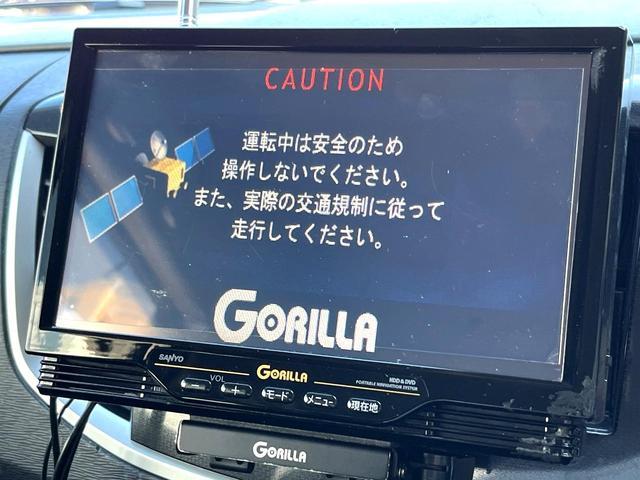 CAUTION
運転中は安全のため
操作しないでください。
また、実際の交通規制に従って
走行してください。
GORILLA
SANYO
GORILLA
HDD & DVD
PORTABLE NAVIGATION SYSTEM
VOL
− + モード メニュー 現在地
GORILLA